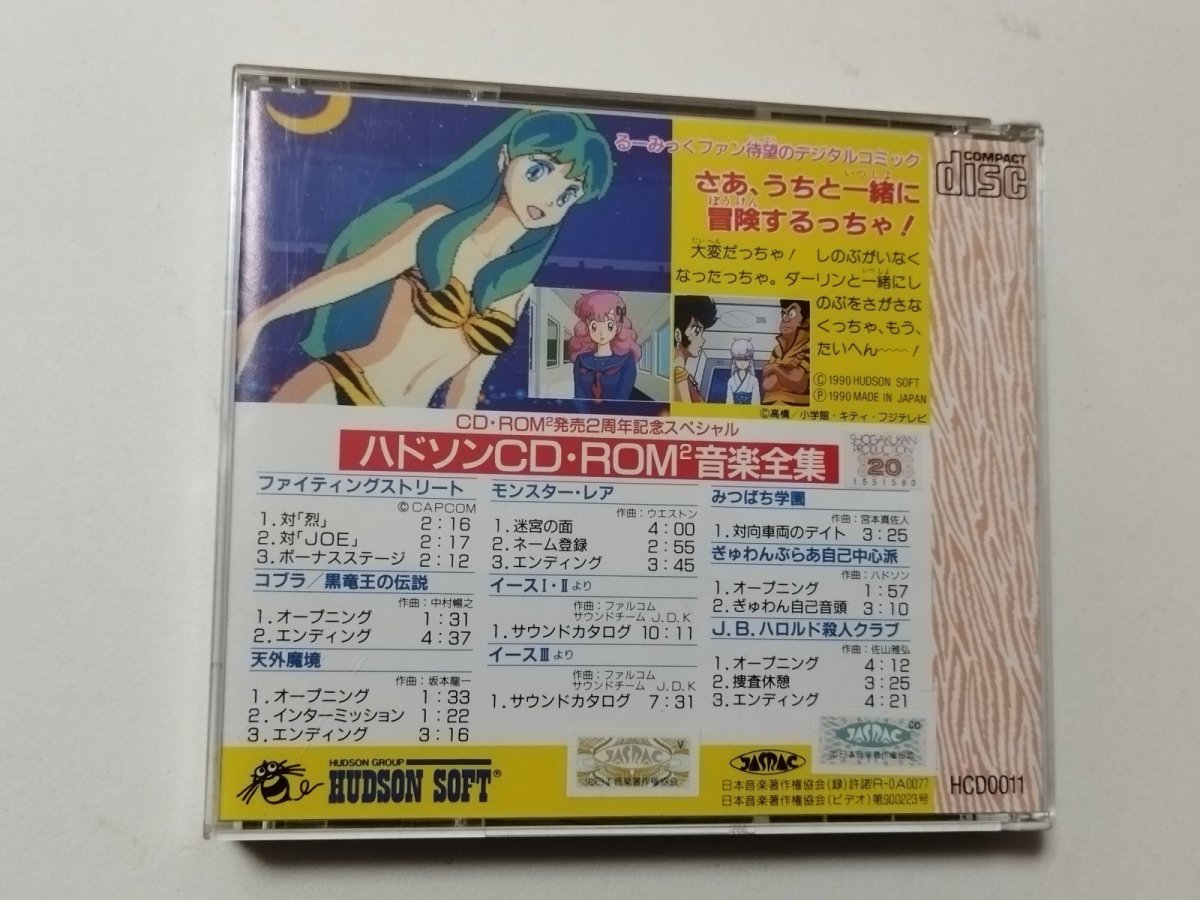 るーみっくファン待望のデジタルコミック
さあ、うちと一緒に
冒険するっちゃ!
大変だっちゃ! しのぶがいなく
なったっちゃ。ダーリンと一緒にし
のぶをさがさな
くっちゃ、もう、
たいへん〜〜!
Ⓒ1990 HUDSON SOFT
Ⓟ1990 MADE IN JAPAN
©高橋/小学館・キティ・フジテレビ
COMPACT
disc
CD・ROM²発売2周年記念スペシャル
ハドソンCD・ROM²音楽全集
SHOGAKUKAN
PRODUCTION
20
ファイティングストリート
©CAPCOM
1.対「烈」 2:16
2.対「JOE」 2:17
3.ボーナスステージ 2:12
コブラ/黒竜王の伝説
作曲:中村暢之
1.オープニング 1:31
2.エンディング 4:37
天外魔境
作曲:坂本龍一
1.オープニング 1:33
2.インターミッション 1:22
3.エンディング 3:16
モンスター・レア
作曲:ウエストン
1.迷宮の面 4:00
2.ネーム登録 2:55
3.エンディング 3:45
イースI・IIより
作曲:ファルコム
サウンドチーム J.D.K
1.サウンドカタログ 10:11
イースIIIより
作曲:ファルコム
サウンドチーム J.D.K
1.サウンドカタログ 7:31
みつばち学園
作曲:宮本真佐人
1.対向車両のデイト 3:25
ぎゅわんぶらあ自己中心派
作曲:ハドソン
1.オープニング 1:57
2.ぎゅわん自己音頭 3:10
J.B.ハロルド殺人クラブ
作曲:佐山雅弘
1.オープニング 4:12
2.捜査休憩 3:25
3.エンディング 4:21
HUDSON GROUP
HUDSON SOFT®
V
JASRAC
日本音楽著作権協会
JASRAC
CD
JASRAC
日本音楽著作権協会
日本音楽著作権協会(録)許諾R-0A0077
日本音楽著作権協会(ビデオ)第900223号
HCD0011